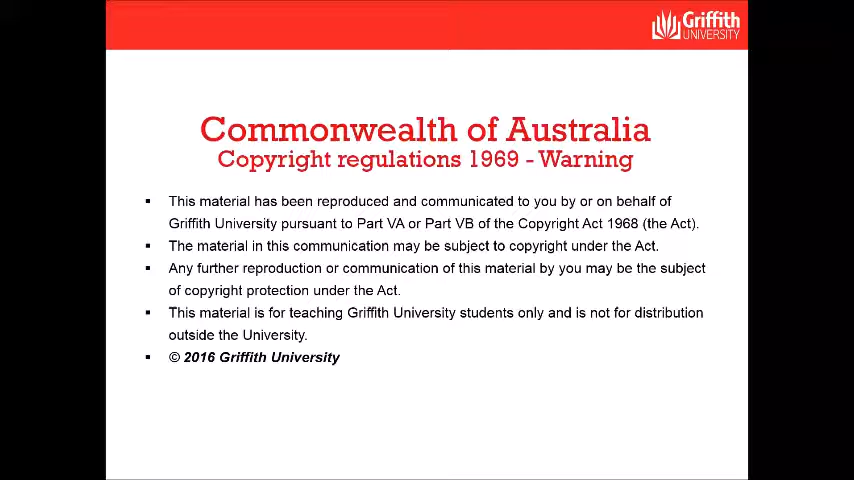 Griffith
UNIVERSITY
Commonwealth of Australia
Copyright regulations 1969 - Warning
▪ This material has been reproduced and communicated to you by or on behalf of
Griffith University pursuant to Part VA or Part VB of the Copyright Act 1968 (the Act).
▪ The material in this communication may be subject to copyright under the Act.
▪ Any further reproduction or communication of this material by you may be the subject
of copyright protection under the Act.
▪ This material is for teaching Griffith University students only and is not for distribution
outside the University.
▪ © 2016 Griffith University